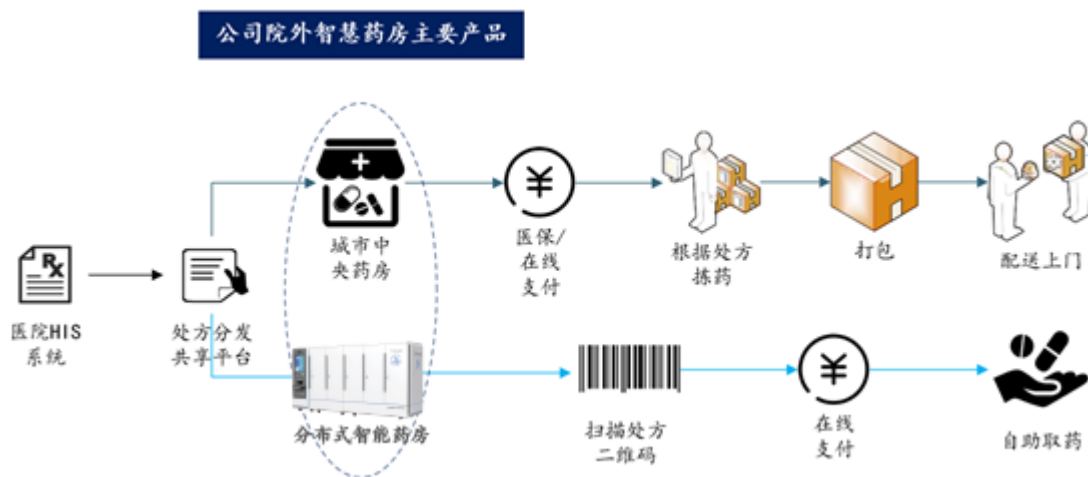 公司院外智慧药房主要产品
城市中
央药房
医保/
在线
支付
根据处方
拣药
打包
配送上门
Rx
医院HIS
系统
处方分发
共享平台
分布式智能药房
扫描处方
二维码
在线
支付
自助取药